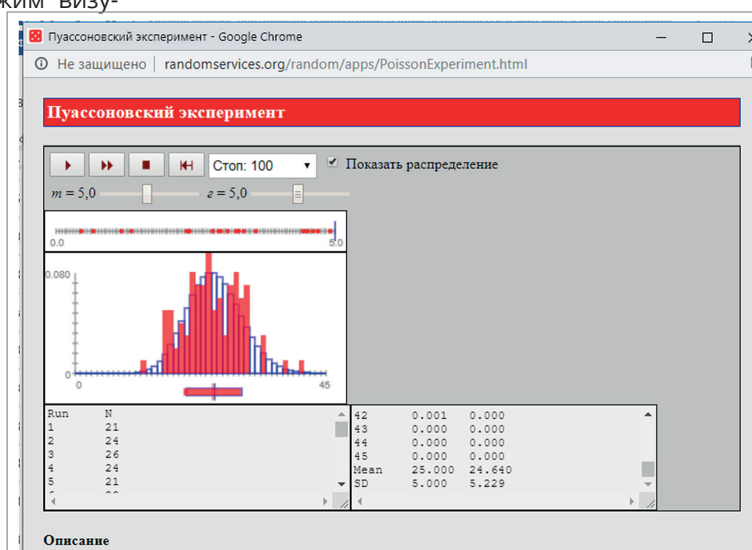 жим визу-
Пуассоновский эксперимент - Google Chrome
Не защищено | randomservices.org/random/apps/PoissonExperiment.html
Пуассоновский эксперимент
Стоп: 100
Показать распределение
m = 5,0
г = 5,0
0.0
5.0
0.080
0
0
45
Run N
1 21
2 24
3 26
4 24
5 21
42 0.001 0.000
43 0.000 0.000
44 0.000 0.000
45 0.000 0.000
Mean 25.000 24.640
SD 5.000 5.229
Описание